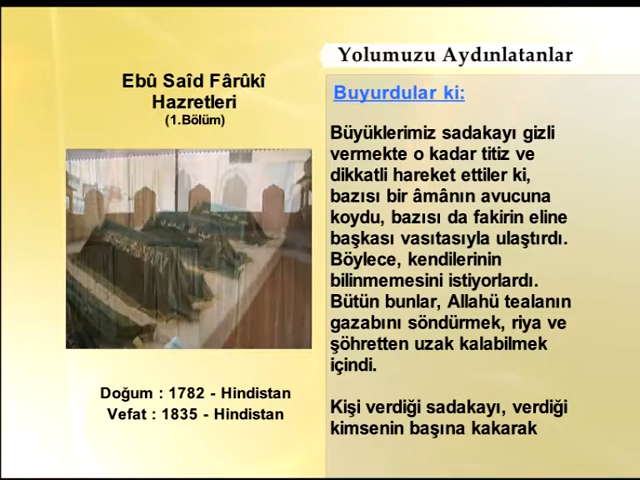 Yolumuzu Aydınlatanlar
Ebû Saîd Fârûkî
Hazretleri
(1.Bölüm)
Doğum : 1782 - Hindistan
Vefat : 1835 - Hindistan
Buyurdular ki:
Büyüklerimiz sadakayı gizli
vermekte o kadar titiz ve
dikkatli hareket ettiler ki,
bazısı bir âmânın avucuna
koydu, bazısı da fakirin eline
başkası vasıtasıyla ulaştırdı.
Böylece, kendilerinin
bilinmemesini istiyorlardı.
Bütün bunlar, Allahü tealanın
gazabını söndürmek, riya ve
şöhretten uzak kalabilmek
içindi.
Kişi verdiği sadakayı, verdiği
kimsenin başına kakarak